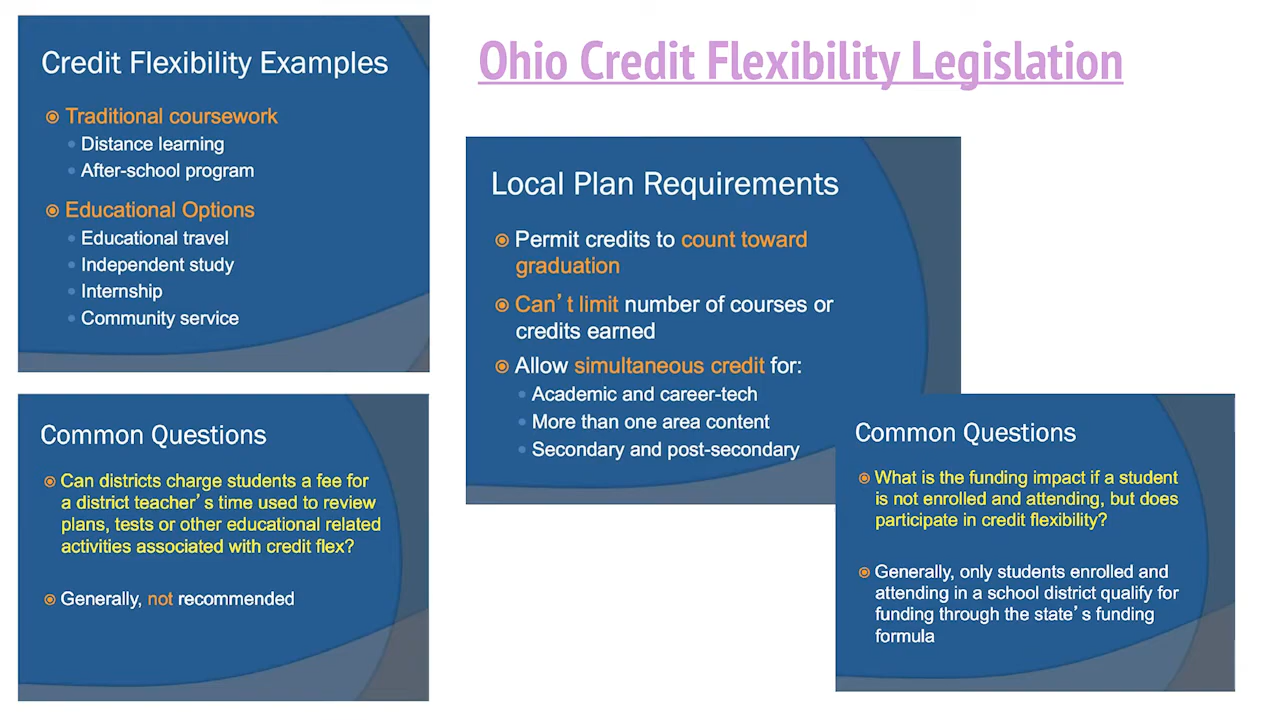 Ohio Credit Flexibility Legislation
Credit Flexibility Examples
Traditional coursework
Distance learning
After-school program
Educational Options
Educational travel
Independent study
Internship
Community service
Local Plan Requirements
Permit credits to count toward
graduation
Can't limit number of courses or
credits earned
Allow simultaneous credit for:
Academic and career-tech
More than one area content
Secondary and post-secondary
Common Questions
Can districts charge students a fee for
a district teacher's time used to review
plans, tests or other educational related
activities associated with credit flex?
Generally, not recommended
Common Questions
What is the funding impact if a student
is not enrolled and attending, but does
participate in credit flexibility?
Generally, only students enrolled and
attending in a school district qualify for
funding through the state's funding
formula